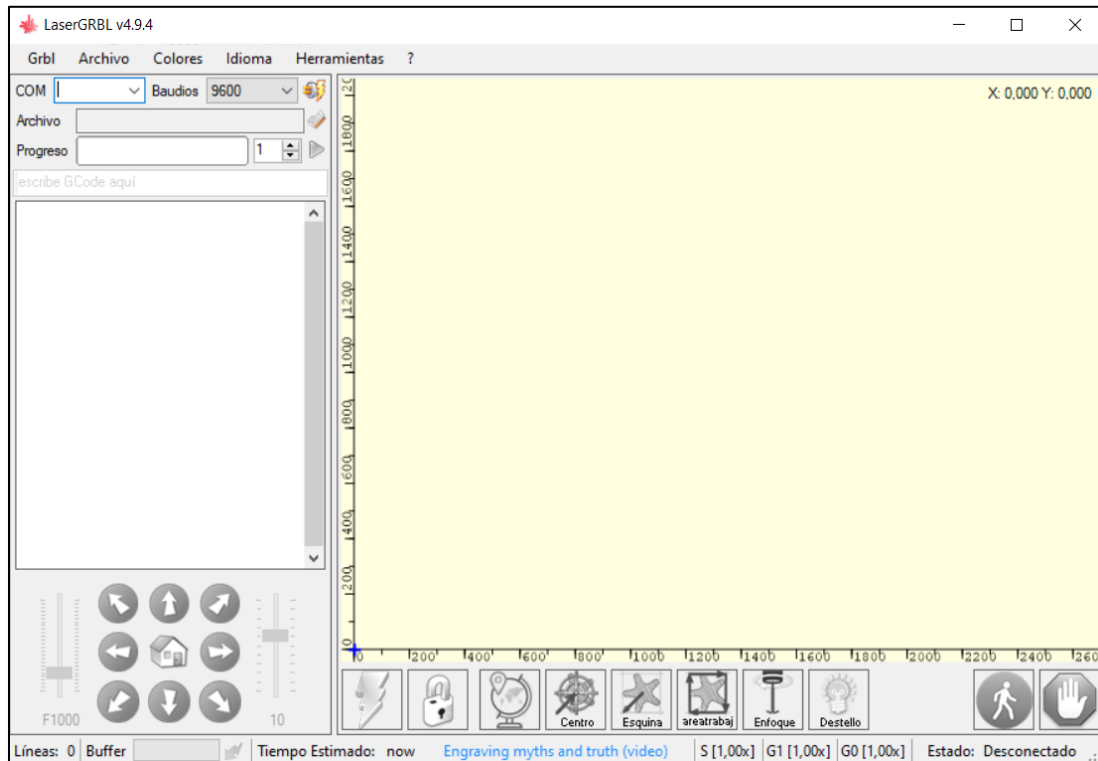 LaserGRBL v4.9.4
Grbl Archivo Colores Idioma Herramientas ?
COM Baudios 9600
Archivo
Progreso 1
escribe GCode aquí
X: 0,000 Y: 0,000
1800
1600
1400
1200
1000
800
600
400
200
0
0 200 400 600 800 1000 1200 1400 1600 1800 2000 2200 2400 260
F1000 10
Centro Esquina areatrabaj Enfoque Destello
Líneas: 0 Buffer Tiempo Estimado: now Engraving myths and truth (video) S [1,00x] G1 [1,00x] G0 [1,00x] Estado: Desconectado